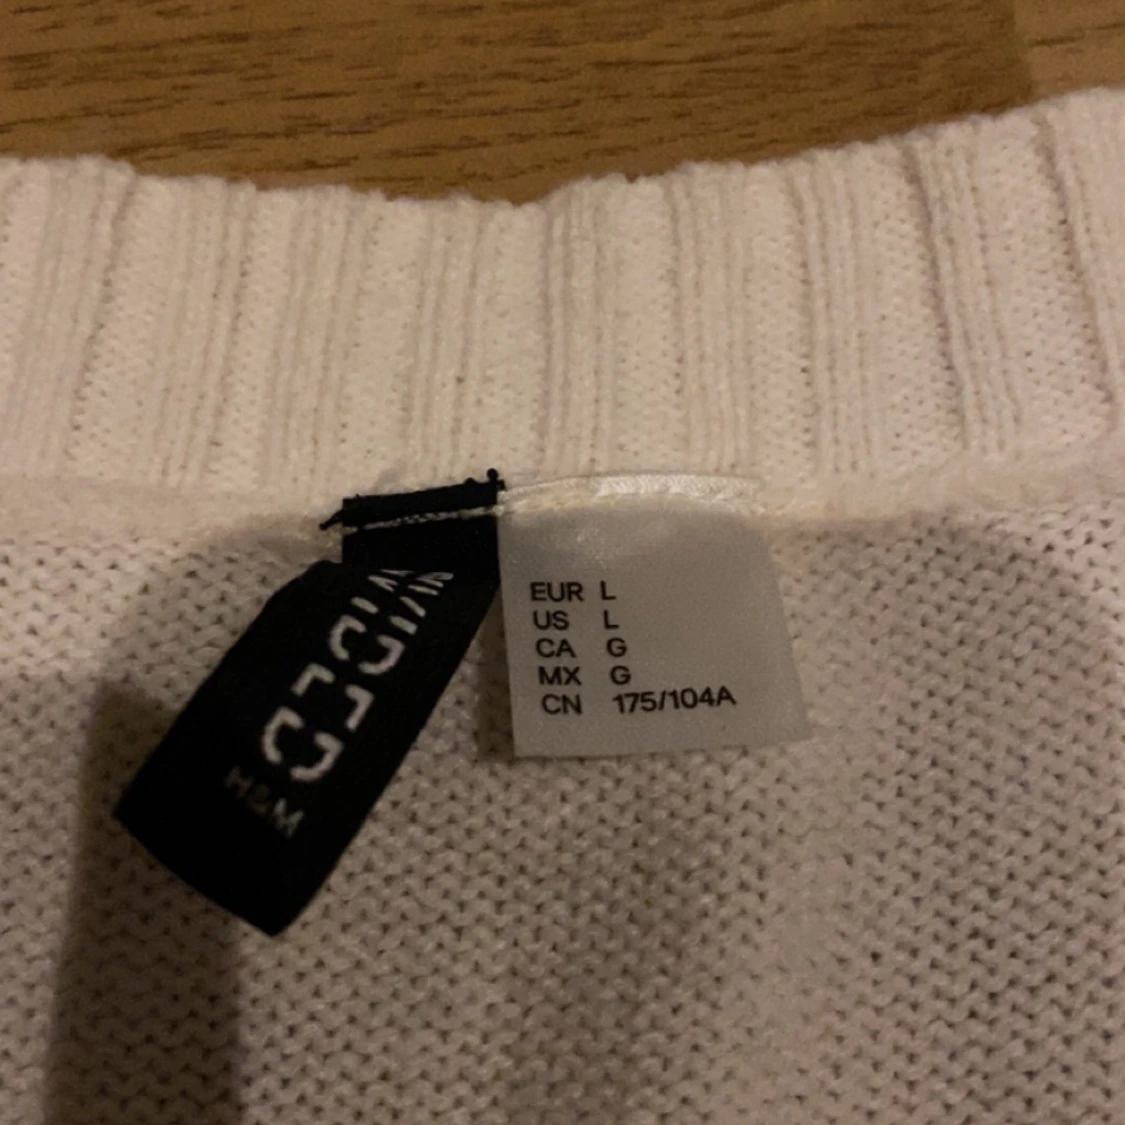 DIVIDED
H&M
EUR L
US L
CA G
MX G
CN 175/104A